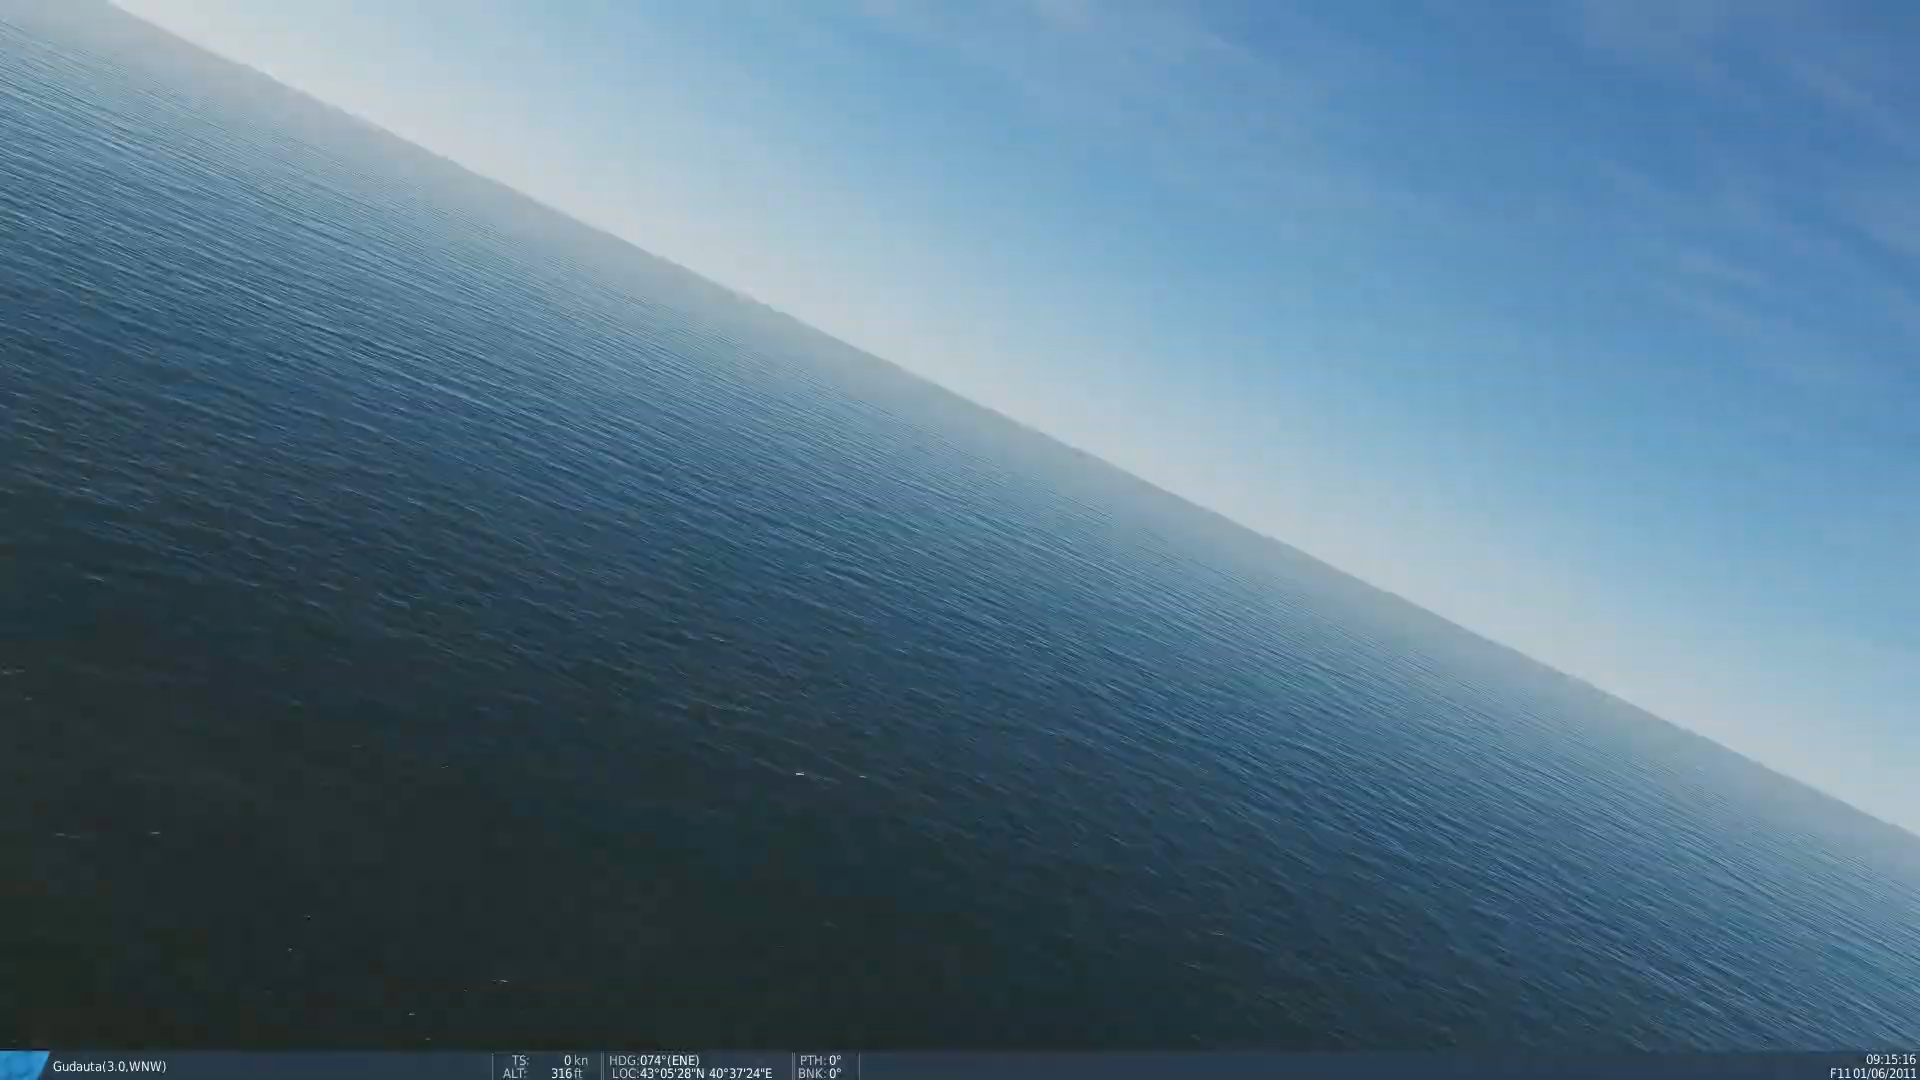 Gudauta(3.0,WNW)
TS: 0 kn
ALT: 316 ft
HDG:074°(ENE)
LOC:43°05'28"N 40°37'24"E
PTH: 0°
BNK: 0°
09:15:16
F11 01/06/2011